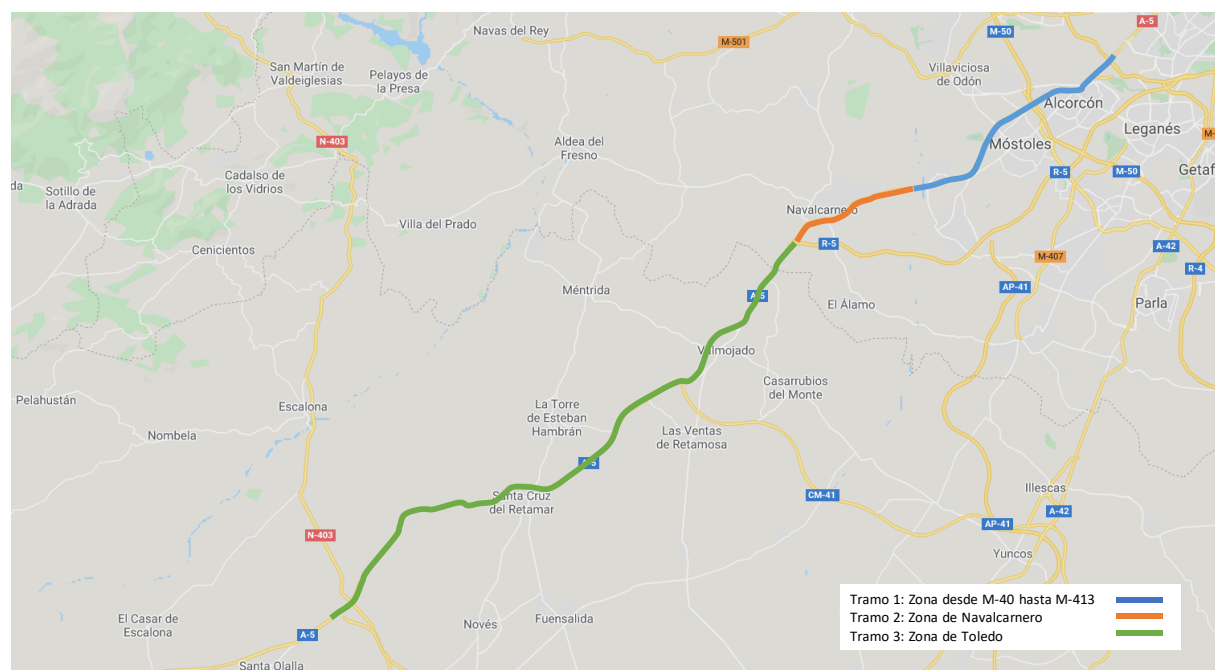 A-5
M-50
Navas del Rey
M-501
San Martín de
Valdeiglesias
Pelayos de
la Presa
Villaviciosa
de Odón
Alcorcón
Leganés
N-403
Aldea del
Fresno
Móstoles
M-
Cadalso de
los Vidrios
R-5
M-50
Getaf
da
Sotillo de
la Adrada
Villa del Prado
Navalcarnero
Cenicientos
R-5
A-42
M-407
R-4
Méntrida
A-5
AP-41
El Álamo
Parla
Valmojado
Casarrubios
del Monte
Pelahustán
Escalona
La Torre
de Esteban
Hambrán
Nombela
Las Ventas
de Retamosa
A-5
Santa Cruz
del Retamar
CM-41
Illescas
A-42
N-403
AP-41
Yuncos
El Casar de
Escalona
A-5
Novés
Fuensalida
Santa Olalla
Tramo 1: Zona desde M-40 hasta M-413
Tramo 2: Zona de Navalcarnero
Tramo 3: Zona de Toledo